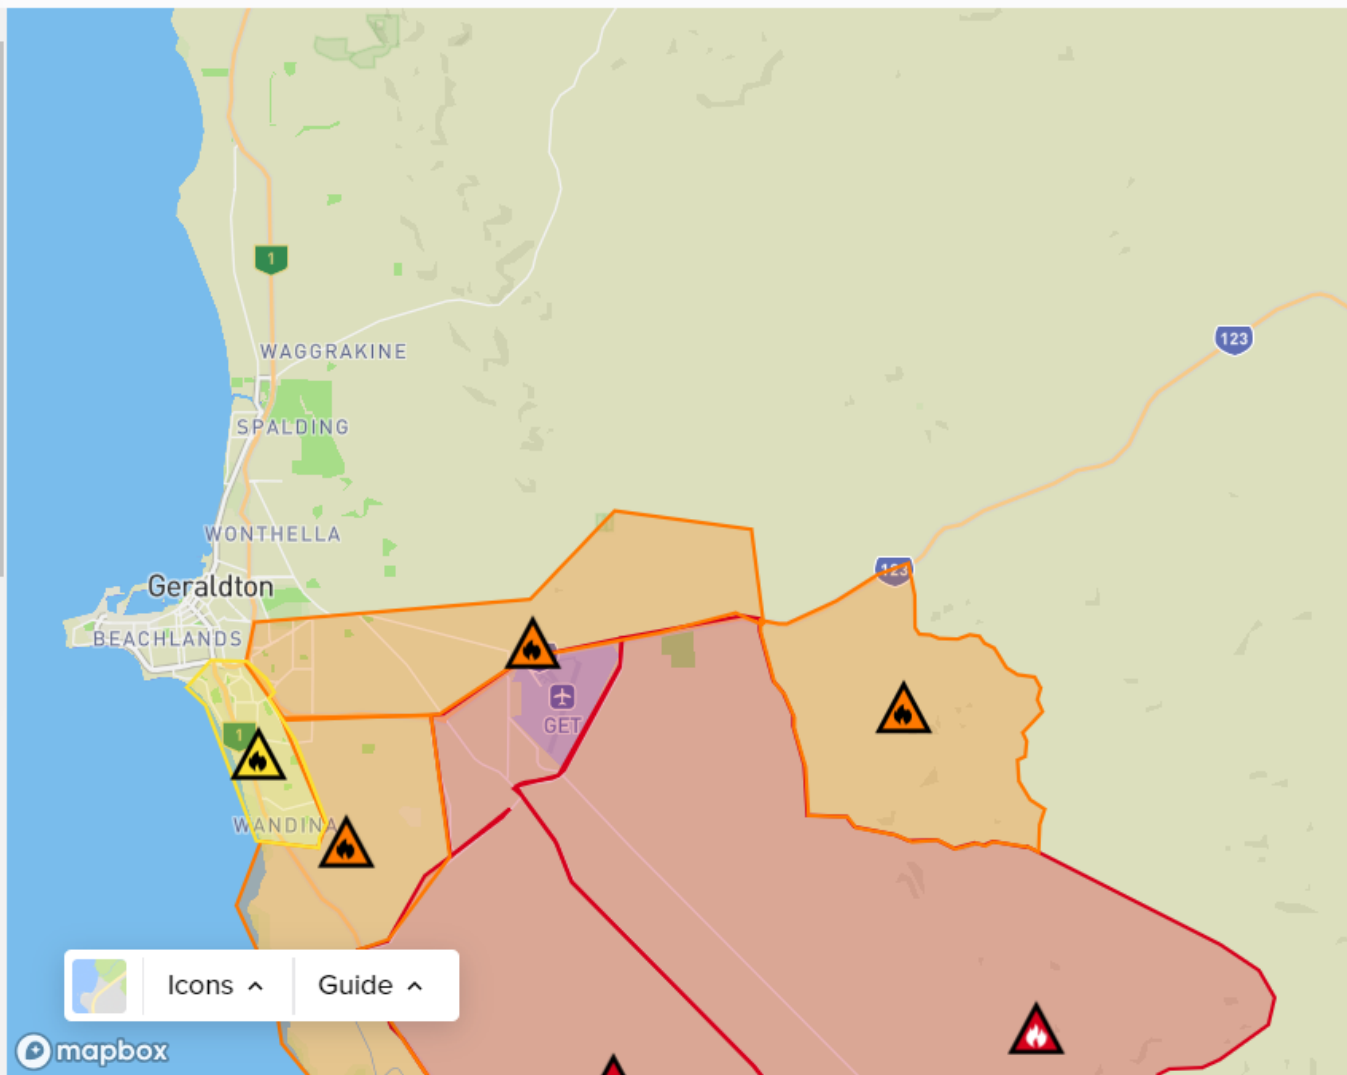 1
123
WAGGRAKINE
SPALDING
WONTHELLA
123
Geraldton
BEACHLANDS
GET
1
WANDINA
Icons
Guide
mapbox